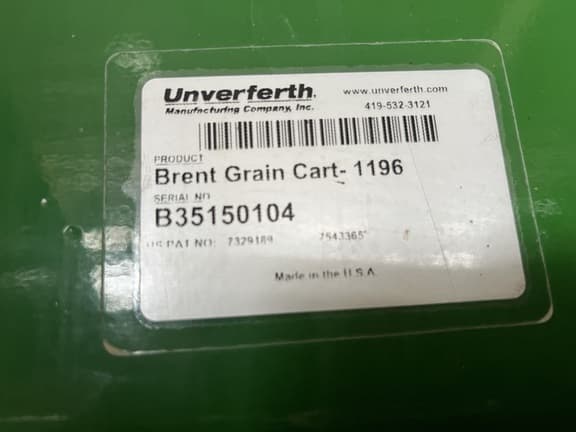 Unverferth.
www.unverferth.com
Manufacturing Company, Inc.
419-532-3121
PRODUCT
Brent Grain Cart- 1196
SERIAL NO
B35150104
US PAT NO: 7329189 7543365
Made in the U.S.A.